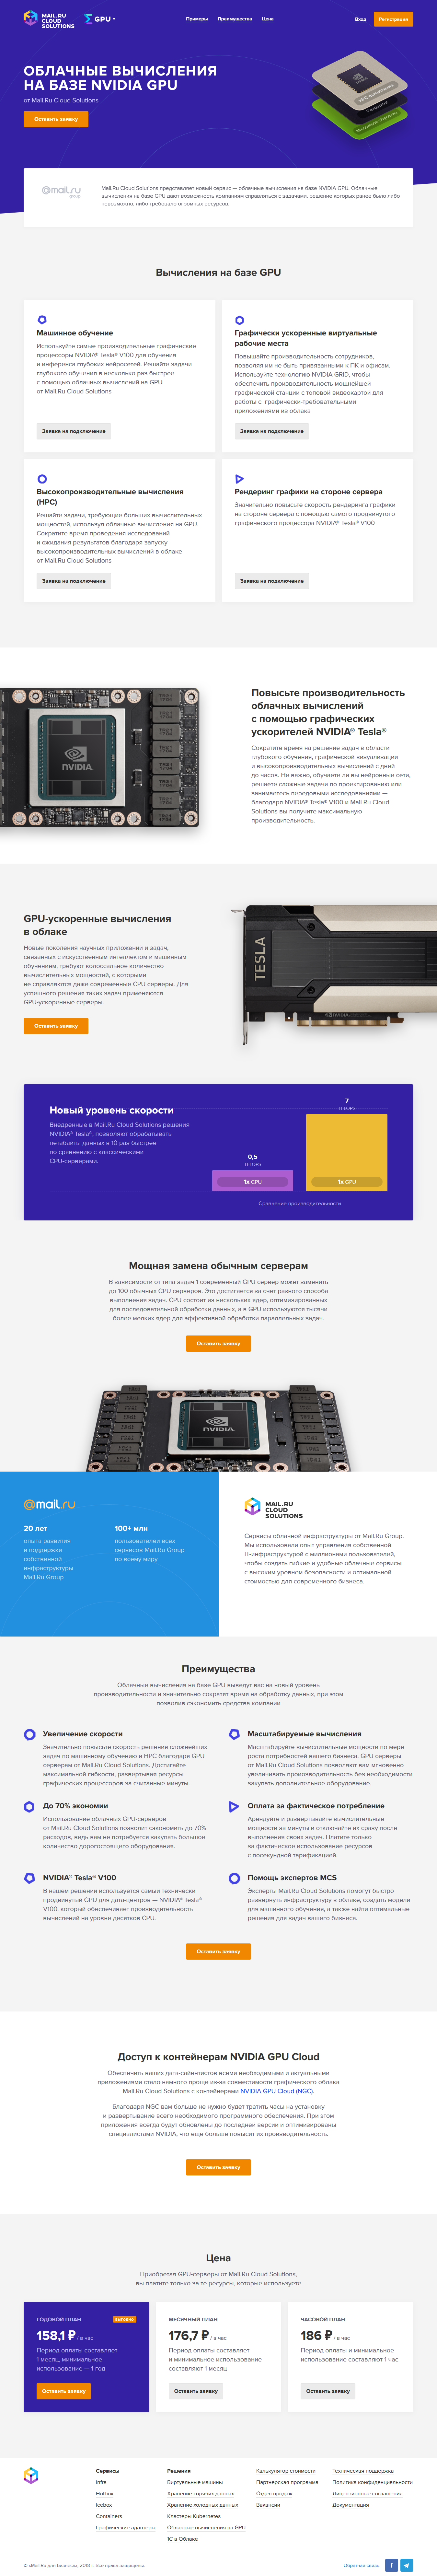 MAIL.RU
CLOUD
SOLUTIONS
GPU
Примеры
Преимущества
Цена
Вход
Регистрация
ОБЛАЧНЫЕ ВЫЧИСЛЕНИЯ
НА БАЗЕ NVIDIA GPU
от Mail.Ru Cloud Solutions
Оставить заявку
@mail.ru
group
Mail.Ru Cloud Solutions представляет новый сервис — облачные вычисления на базе NVIDIA GPU. Облачные
вычисления на базе GPU дают возможность компаниям справляться с задачами, решение которых ранее было либо
невозможно, либо требовало огромных ресурсов.
Вычисления на базе GPU
Машинное обучение
Используйте самые производительные графические
процессоры NVIDIA® Tesla® V100 для обучения
и инференса глубоких нейросетей. Решайте задачи
глубокого обучения в несколько раз быстрее
с помощью облачных вычислений на GPU
от Mail.Ru Cloud Solutions
Заявка на подключение
Графически ускоренные виртуальные
рабочие места
Повышайте производительность сотрудников,
позволяя им не быть привязанными к ПК в офисам.
Используйте технологию NVIDIA GRID, чтобы
обеспечить производительность мощнейшей
графической станции с топовой видеокартой для
работы с графически-требовательными
приложениями из облака
Заявка на подключение
Высокопроизводительные вычисления
(HPC)
Решайте задачи, требующие больших вычислительных
мощностей, используя облачные вычисления на GPU.
Сократите время проведения исследований
и ожидания результатов благодаря запуску
высокопроизводительных вычислений в облаке
от Mail.Ru Cloud Solutions
Заявка на подключение
Рендеринг графики на стороне сервера
Значительно повысьте скорость рендеринга графики
на стороне сервера с помощью самого продвинутого
графического процессора NVIDIA® Tesla® V100
Заявка на подключение
NVIDIA.
Повысьте производительность
облачных вычислений
с помощью графических
ускорителей NVIDIA® Tesla®
Сократите время на решение задач в области
глубокого обучения, графической визуализации
и высокопроизводительных вычислений с дней
до часов. Не важно, обучаете ли вы нейронные сети,
решаете сложные задачи по проектированию или
занимаетесь передовыми исследованиями —
благодаря NVIDIA® Tesla® V100 и Mail.Ru Cloud
Solutions вы получите максимальную
производительность.
GPU-ускоренные вычисления
в облаке
Новые поколения научных приложений и задач,
связанных с искусственным интеллектом и машинным
обучением, требуют колоссальное количество
вычислительных мощностей, с которыми
не справляются даже современные CPU серверы. Для
успешного решения таких задач применяются
GPU-ускоренные серверы.
Оставить заявку
TESLA
NVIDIA.
Новый уровень скорости
Внедренные в Mail.Ru Cloud Solutions решения
NVIDIA® Tesla®, позволяют обрабатывать
петабайты данных в 10 раз быстрее
по сравнению с классическими
CPU-серверами.
0,5
TFLOPS
1x CPU
7
TFLOPS
1x GPU
Сравнение производительности
Мощная замена обычным серверам
В зависимости от типа задач 1 современный GPU сервер может заменить
до 100 обычных CPU серверов. Это достигается за счет разного способа
выполнения задач. CPU состоит из нескольких ядер, оптимизированных
для последовательной обработки данных, а в GPU используются тысячи
более мелких ядер для эффективной обработки параллельных задач.
Оставить заявку
NVIDIA.
@mail.ru
20 лет
опыта развития
и поддержки
собственной
инфраструктуры
Mail.Ru Group
100+ млн
пользователей всех
сервисов Mail.Ru Group
по всему миру
MAIL.RU
CLOUD
SOLUTIONS
Сервисы облачной инфраструктуры от Mail.Ru Group.
Мы использовали опыт управления собственной
IT-инфраструктурой с миллионами пользователей,
чтобы создать гибкие и удобные облачные сервисы
с высоким уровнем безопасности и оптимальной
стоимостью для современного бизнеса.
Преимущества
Облачные вычисления на базе GPU выведут вас на новый уровень
производительности и значительно сократят время на обработку данных, при этом
позволив сэкономить средства компании
Увеличение скорости
Значительно повысьте скорость решения сложнейших
задач по машинному обучению и HPC благодаря GPU
серверам от Mail.Ru Cloud Solutions. Достигайте
максимальной гибкости, развертывая ресурсы
графических процессоров за считанные минуты.
Масштабируемые вычисления
Масштабируйте вычислительные мощности по мере
роста потребностей вашего бизнеса. GPU серверы
от Mail.Ru Cloud Solutions позволяют вам мгновенно
увеличивать производительность без необходимости
закупать дополнительное оборудование.
До 70% экономии
Использование облачных GPU-серверов
от Mail.Ru Cloud Solutions позволит сэкономить до 70%
расходов, ведь вам не потребуется закупать большое
количество дорогостоящего оборудования.
Оплата за фактическое потребление
Арендуйте и развертывайте вычислительные
мощности за минуты и отключайте их сразу после
выполнения своих задач. Платите только
за фактическое использование ресурсов
с посекундной тарификацией.
NVIDIA® Tesla® V100
В нашем решении используется самый технически
продвинутый GPU для дата-центров — NVIDIA® Tesla®
V100, который обеспечивает производительность
вычислений на уровне десятков CPU.
Помощь экспертов MCS
Эксперты Mail.Ru Cloud Solutions помогут быстро
развернуть инфраструктуру в облаке, создать модели
для машинного обучения, а также найти оптимальные
решения для задач вашего бизнеса.
Оставить заявку
Доступ к контейнерам NVIDIA GPU Cloud
Обеспечить ваших дата-сайентистов всеми необходимыми и актуальными
приложениями стало намного проще из-за совместимости графического облака
Mail.Ru Cloud Solutions с контейнерами NVIDIA GPU Cloud (NGC).
Благодаря NGC вам больше не нужно будет тратить часы на установку
и развертывание всего необходимого программного обеспечения. При этом
приложения всегда будут обновлены до последней версии и оптимизированы
специалистами NVIDIA, что еще больше повысит их производительность.
Оставить заявку
Цена
Приобретая GPU-серверы от Mail.Ru Cloud Solutions,
вы платите только за те ресурсы, которые используете
ГОДОВОЙ ПЛАН
ВЫГОДНО
158,1 ₽ / в час
Период оплаты составляет
1 месяц, минимальное
использование — 1 год
Оставить заявку
МЕСЯЧНЫЙ ПЛАН
176,7 ₽ / в час
Период оплаты составляет
и минимальное использование
составляют 1 месяц
Оставить заявку
ЧАСОВОЙ ПЛАН
186 ₽ / в час
Период оплаты и минимальное
использование составляют 1 час
Оставить заявку
Сервисы
Infra
Hotbox
Icebox
Containers
Графические адаптеры
Решения
Виртуальные машины
Хранение горячих данных
Хранение холодных данных
Кластеры Kubernetes
Облачные вычисления на GPU
1С в Облаке
Калькулятор стоимости
Партнерская программа
Отдел продаж
Вакансии
Техническая поддержка
Политика конфиденциальности
Лицензионные соглашения
Документация
© «Mail.Ru для Бизнеса», 2018 г. Все права защищены.
Обратная связь